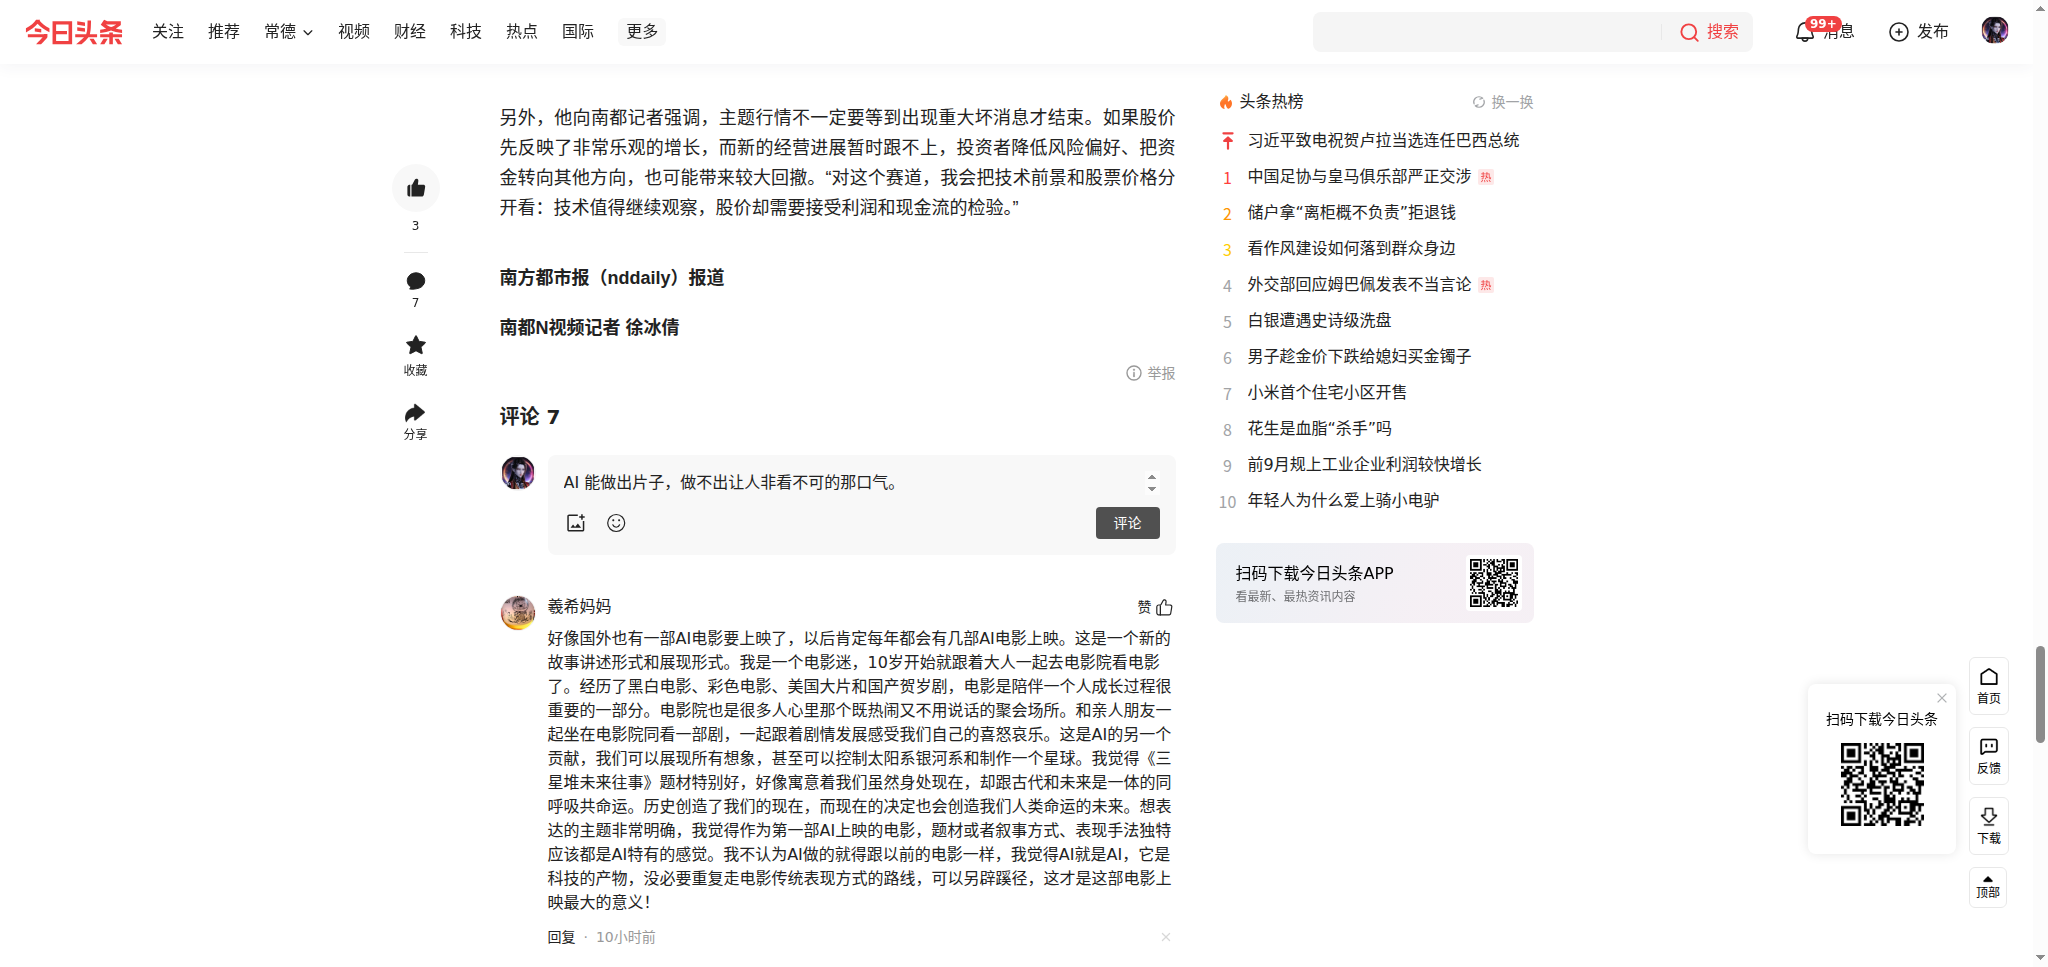 今日头条
关注 推荐 常德 视频 财经 科技 热点 国际 更多
搜索
99+
消息
发布
另外，他向南都记者强调，主题行情不一定要等到出现重大坏消息才结束。如果股价
先反映了非常乐观的增长，而新的经营进展暂时跟不上，投资者降低风险偏好、把资
金转向其他方向，也可能带来较大回撤。“对这个赛道，我会把技术前景和股票价格分
开看：技术值得继续观察，股价却需要接受利润和现金流的检验。”
南方都市报（nddaily）报道
南都N视频记者 徐冰倩
举报
3
7
收藏
分享
评论 7
AI 能做出片子，做不出让人非看不可的那口气。
评论
羲希妈妈
赞
好像国外也有一部AI电影要上映了，以后肯定每年都会有几部AI电影上映。这是一个新的
故事讲述形式和展现形式。我是一个电影迷，10岁开始就跟着大人一起去电影院看电影
了。经历了黑白电影、彩色电影、美国大片和国产贺岁剧，电影是陪伴一个人成长过程很
重要的一部分。电影院也是很多人心里那个既热闹又不用说话的聚会场所。和亲人朋友一
起坐在电影院同看一部剧，一起跟着剧情发展感受我们自己的喜怒哀乐。这是AI的另一个
贡献，我们可以展现所有想象，甚至可以控制太阳系银河系和制作一个星球。我觉得《三
星堆未来往事》题材特别好，好像寓意着我们虽然身处现在，却跟古代和未来是一体的同
呼吸共命运。历史创造了我们的现在，而现在的决定也会创造我们人类命运的未来。想表
达的主题非常明确，我觉得作为第一部AI上映的电影，题材或者叙事方式、表现手法独特
应该都是AI特有的感觉。我不认为AI做的就得跟以前的电影一样，我觉得AI就是AI，它是
科技的产物，没必要重复走电影传统表现方式的路线，可以另辟蹊径，这才是这部电影上
映最大的意义！
回复 · 10小时前
头条热榜
换一换
习近平致电祝贺卢拉当选连任巴西总统
1 中国足协与皇马俱乐部严正交涉 热
2 储户拿“离柜概不负责”拒退钱
3 看作风建设如何落到群众身边
4 外交部回应姆巴佩发表不当言论 热
5 白银遭遇史诗级洗盘
6 男子趁金价下跌给媳妇买金镯子
7 小米首个住宅小区开售
8 花生是血脂“杀手”吗
9 前9月规上工业企业利润较快增长
10 年轻人为什么爱上骑小电驴
扫码下载今日头条APP
看最新、最热资讯内容
扫码下载今日头条
首页
反馈
下载
顶部